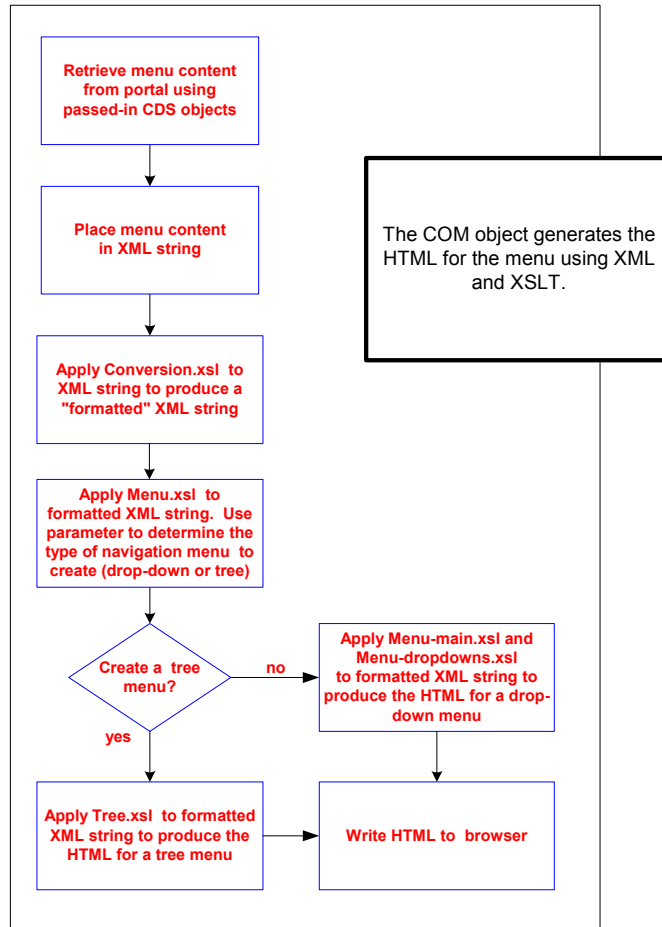 Retrieve menu content
from portal using
passed-in CDS objects
Place menu content
in XML string
The COM object generates the
HTML for the menu using XML
and XSLT.
Apply Conversion.xsl to
XML string to produce a
"formatted" XML string
Apply Menu.xsl to
formatted XML string. Use
parameter to determine the
type of navigation menu to
create (drop-down or tree)
Create a tree
menu?
no
yes
Apply Menu-main.xsl and
Menu-dropdowns.xsl
to formatted XML string to
produce the HTML for a drop-
down menu
Apply Tree.xsl to formatted
XML string to produce the
HTML for a tree menu
Write HTML to browser